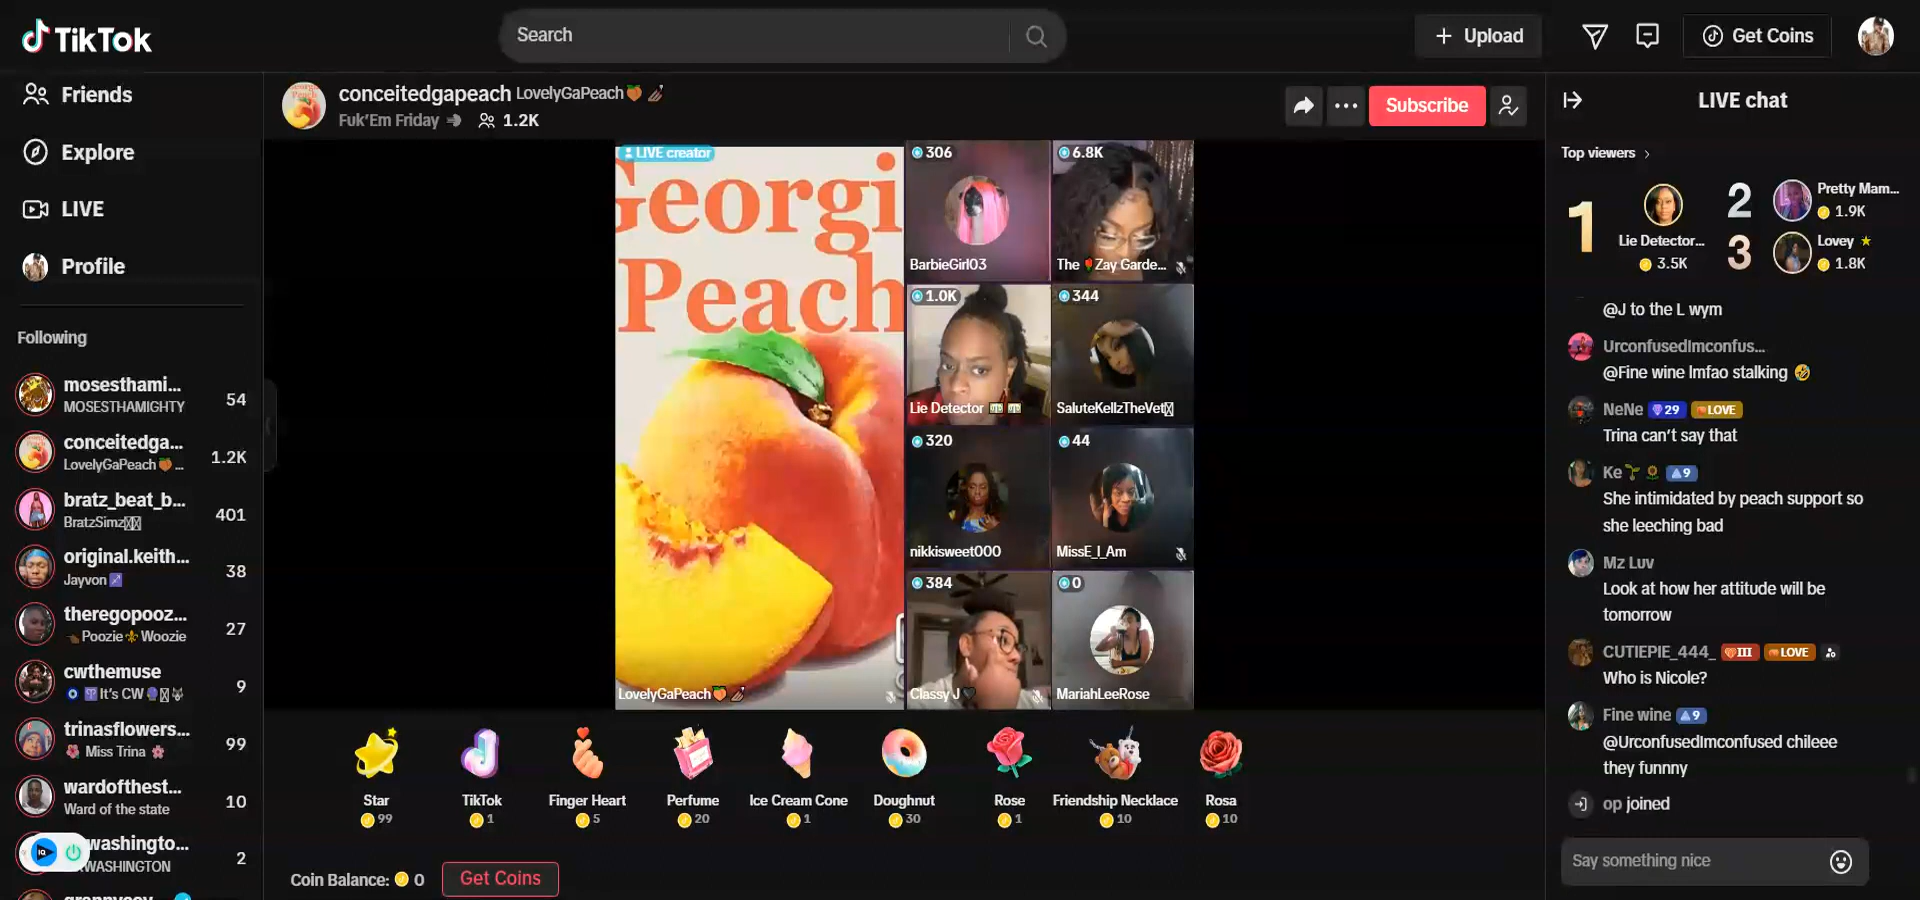 TikTok
Search
Upload
Get Coins
Friends
Explore
LIVE
Profile
Following
mosesthami...
MOSESTHAMIGHTY
54
conceitedga...
LovelyGaPeach🍑...
1.2K
bratz_beat_b...
BratzSimz
401
original.keith...
Jayvon
38
theregopooz...
Poozie⚜Woozie
27
cwthemuse
It's CW
9
trinasflowers...
🌺 Miss Trina 🌸
99
wardofthest...
Ward of the state
10
washingto...
WASHINGTON
2
conceitedgapeach LovelyGaPeach🍑💅🏾
Fuk'Em Friday 💨 1.2K
Subscribe
LIVE creator
Georgi
Peach
LovelyGaPeach🍑💅🏾
306
BarbieGirl03
6.8K
The 🌹Zay Garde...
1.0K
Lie Detector
344
SaluteKellzTheVet
320
nikkisweet000
44
MissE_I_Am
384
Classy J🖤
0
MariahLeeRose
Star
99
TikTok
1
Finger Heart
5
Perfume
20
Ice Cream Cone
1
Doughnut
30
Rose
1
Friendship Necklace
10
Rosa
10
Coin Balance: 0
Get Coins
LIVE chat
Top viewers
1
Lie Detector...
3.5K
2
Pretty Mam...
1.9K
3
Lovey ★
1.8K
@J to the L wym
UrconfusedImconfus...
@Fine wine lmfao stalking 🤣
NeNe 29 LOVE
Trina can't say that
Ke🌱 🌻 9
She intimidated by peach support so
she leeching bad
Mz Luv
Look at how her attitude will be
tomorrow
CUTIEPIE_444_ III LOVE
Who is Nicole?
Fine wine 9
@UrconfusedImconfused chileee
they funnny
op joined
Say something nice